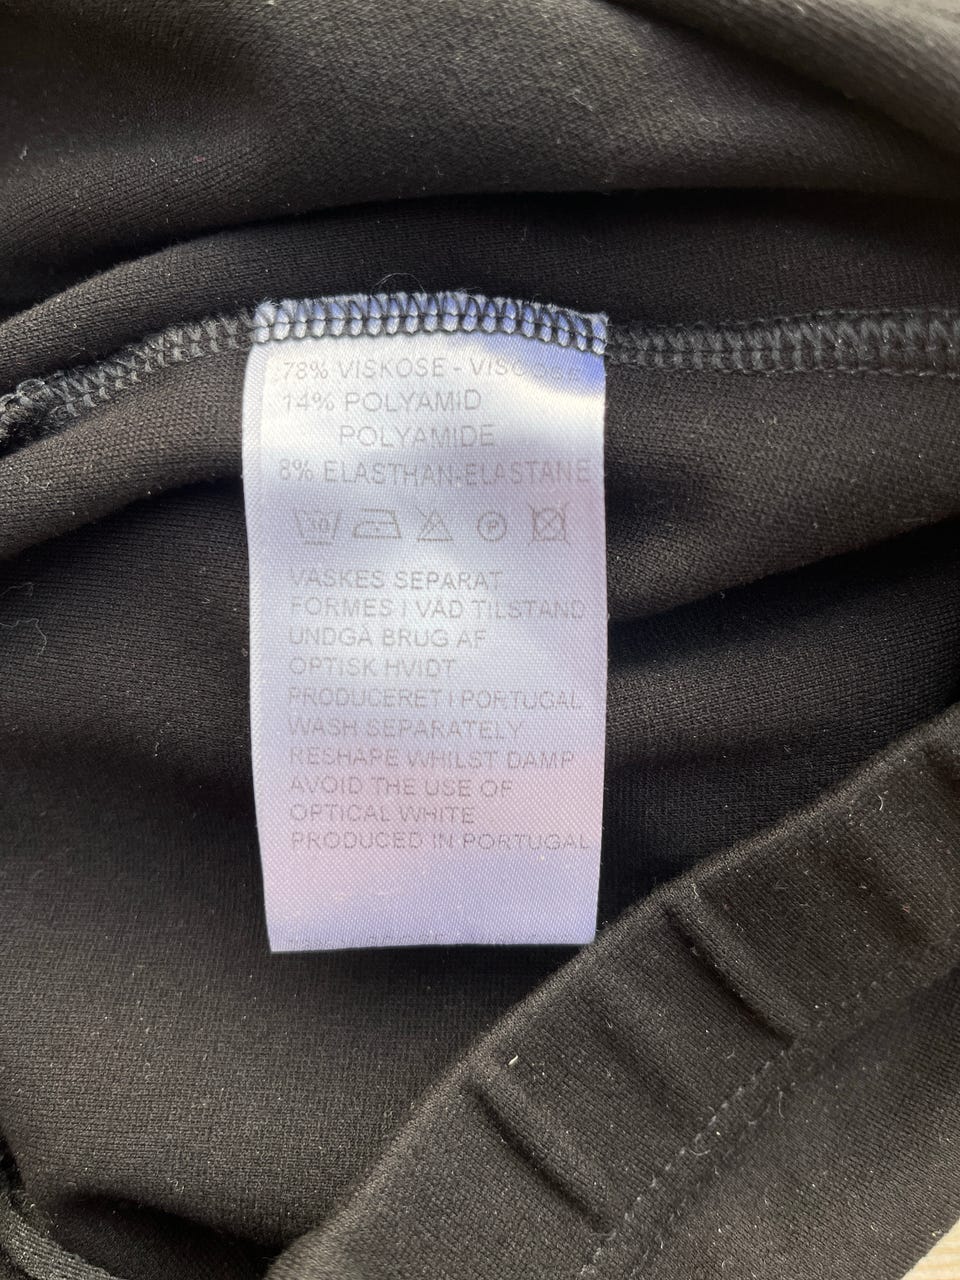 78% VISKOSE - VISCOSE
14% POLYAMID
POLYAMIDE
8% ELASTHAN-ELASTANE
30 P
VASKES SEPARAT
FORMES I VÅD TILSTAND
UNDGÅ BRUG AF
OPTISK HVIDT
PRODUCERET I PORTUGAL
WASH SEPARATELY
RESHAPE WHILST DAMP
AVOID THE USE OF
OPTICAL WHITE
PRODUCED IN PORTUGAL